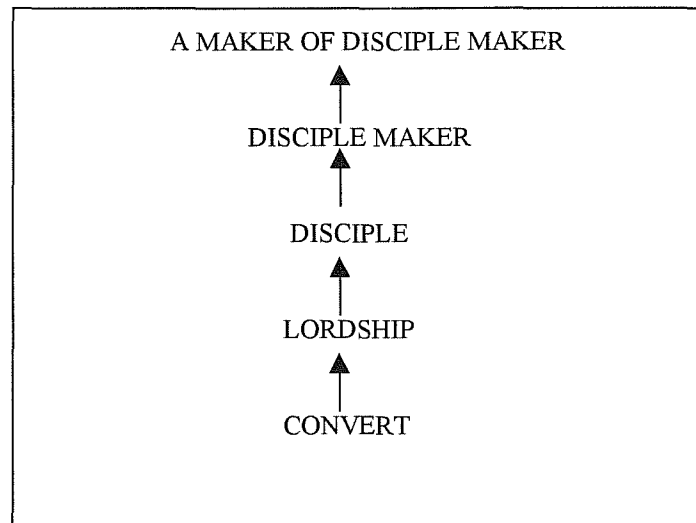 A MAKER OF DISCIPLE MAKER
DISCIPLE MAKER
DISCIPLE
LORDSHIP
CONVERT